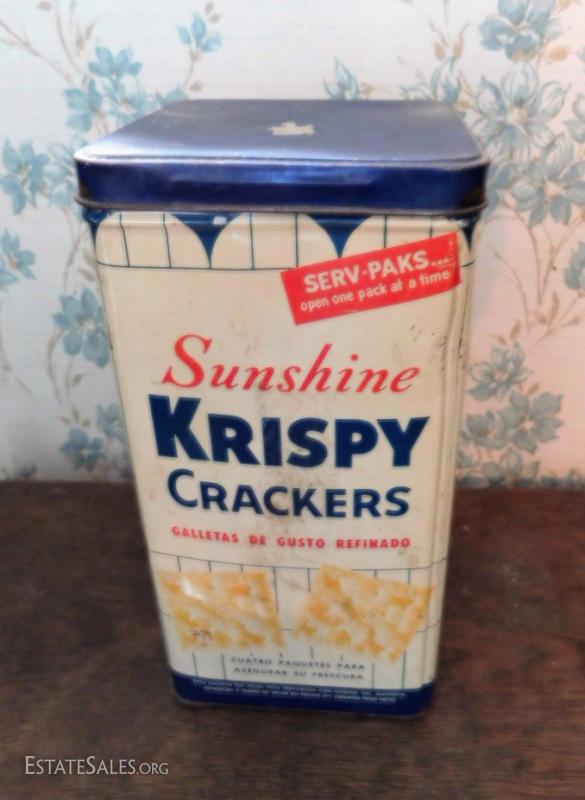 SERV-PAKS...
open one pack at a time
Sunshine
KRISPY
CRACKERS
GALLETAS DE GUSTO REFINADO
CUATRO PAQUETES PARA
ASEGURAR SU FRESCURA
ESTATESALES.ORG